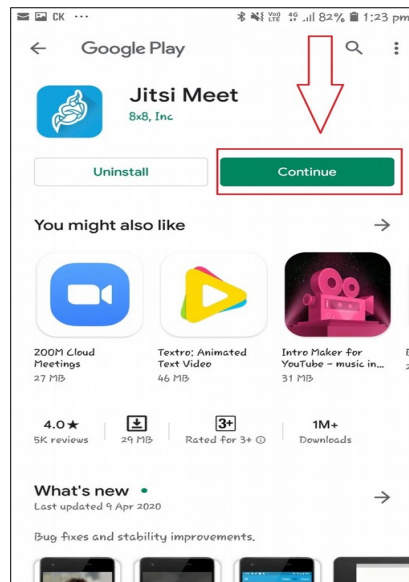 CK ... 4G 82% 1:23 pm
Google Play
Jitsi Meet
8x8, Inc
Uninstall
Continue
You might also like
ZOOM Cloud
Meetings
27 MB
Textro: Animated
Text Video
46 MB
Intro Maker for
YouTube - music in...
31 MB
4.0★
5K reviews
29 MB
3+
Rated for 3+
1M+
Downloads
What's new
Last updated 9 Apr 2020
Bug fixes and stability improvements.